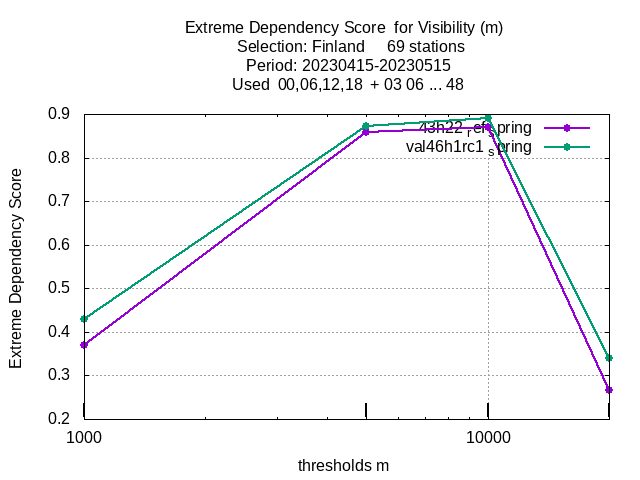 Extreme Dependency Score for Visibility (m)
Selection: Finland 69 stations
Period: 20230415-20230515
Used 00,06,12,18 + 03 06 ... 48
0.9
43h22_ref_spring
val46h1rc1_spring
0.8
0.7
0.6
0.5
0.4
0.3
0.2
Extreme Dependency Score
1000
10000
thresholds m